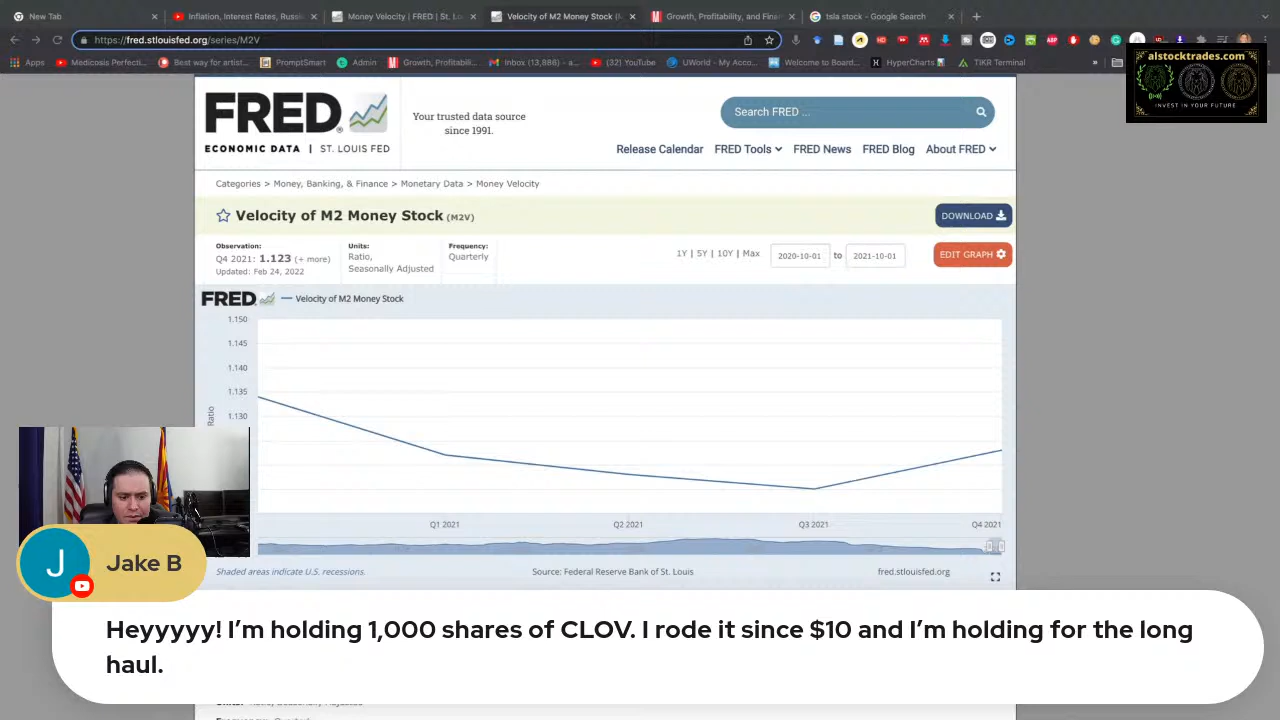 New Tab
Inflation, Interest Rates, Russi
Money Velocity | FRED | St. Lo
Velocity of M2 Money Stock (
Growth, Profitability, and Finan
tsla stock - Google Search
https://fred.stlouisfed.org/series/M2V
Apps
Medicosis Perfecti...
Best way for artist...
PromptSmart
Admin
Growth, Profitabili...
Inbox (13,886) - a...
(32) YouTube
UWorld - My Accou...
Welcome to Board...
HyperCharts
TIKR Terminal
»
alstocktrades.com
INVEST IN YOUR FUTURE
FRED
ECONOMIC DATA | ST. LOUIS FED
Your trusted data source
since 1991.
Search FRED ...
Release Calendar FRED Tools FRED News FRED Blog About FRED
Categories > Money, Banking, & Finance > Monetary Data > Money Velocity
Velocity of M2 Money Stock (M2V)
DOWNLOAD
Observation:
Q4 2021: 1.123 (+ more)
Updated: Feb 24, 2022
Units:
Ratio,
Seasonally Adjusted
Frequency:
Quarterly
1Y | 5Y | 10Y | Max
2020-10-01 to 2021-10-01
EDIT GRAPH
FRED — Velocity of M2 Money Stock
1.150
1.145
1.140
1.135
1.130
Ratio
Q1 2021 Q2 2021 Q3 2021 Q4 2021
Shaded areas indicate U.S. recessions.
Source: Federal Reserve Bank of St. Louis
fred.stlouisfed.org
J
Jake B
Heyyyyy! I’m holding 1,000 shares of CLOV. I rode it since $10 and I’m holding for the long
haul.